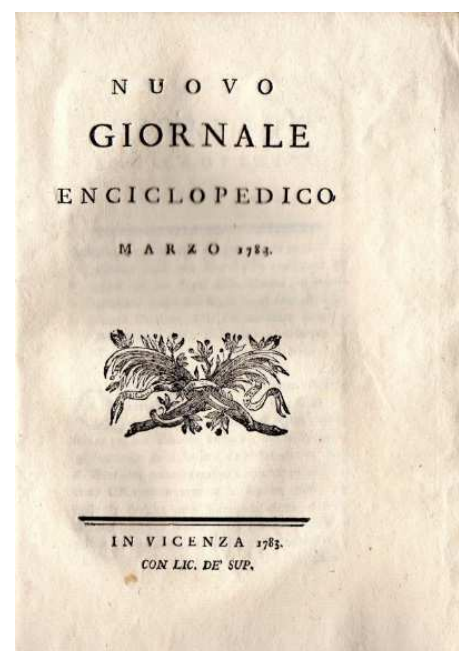 NUOVO
GIORNALE
ENCICLOPEDICO
MARZO 1783.
IN VICENZA 1783.
CON LIC. DE' SUP.